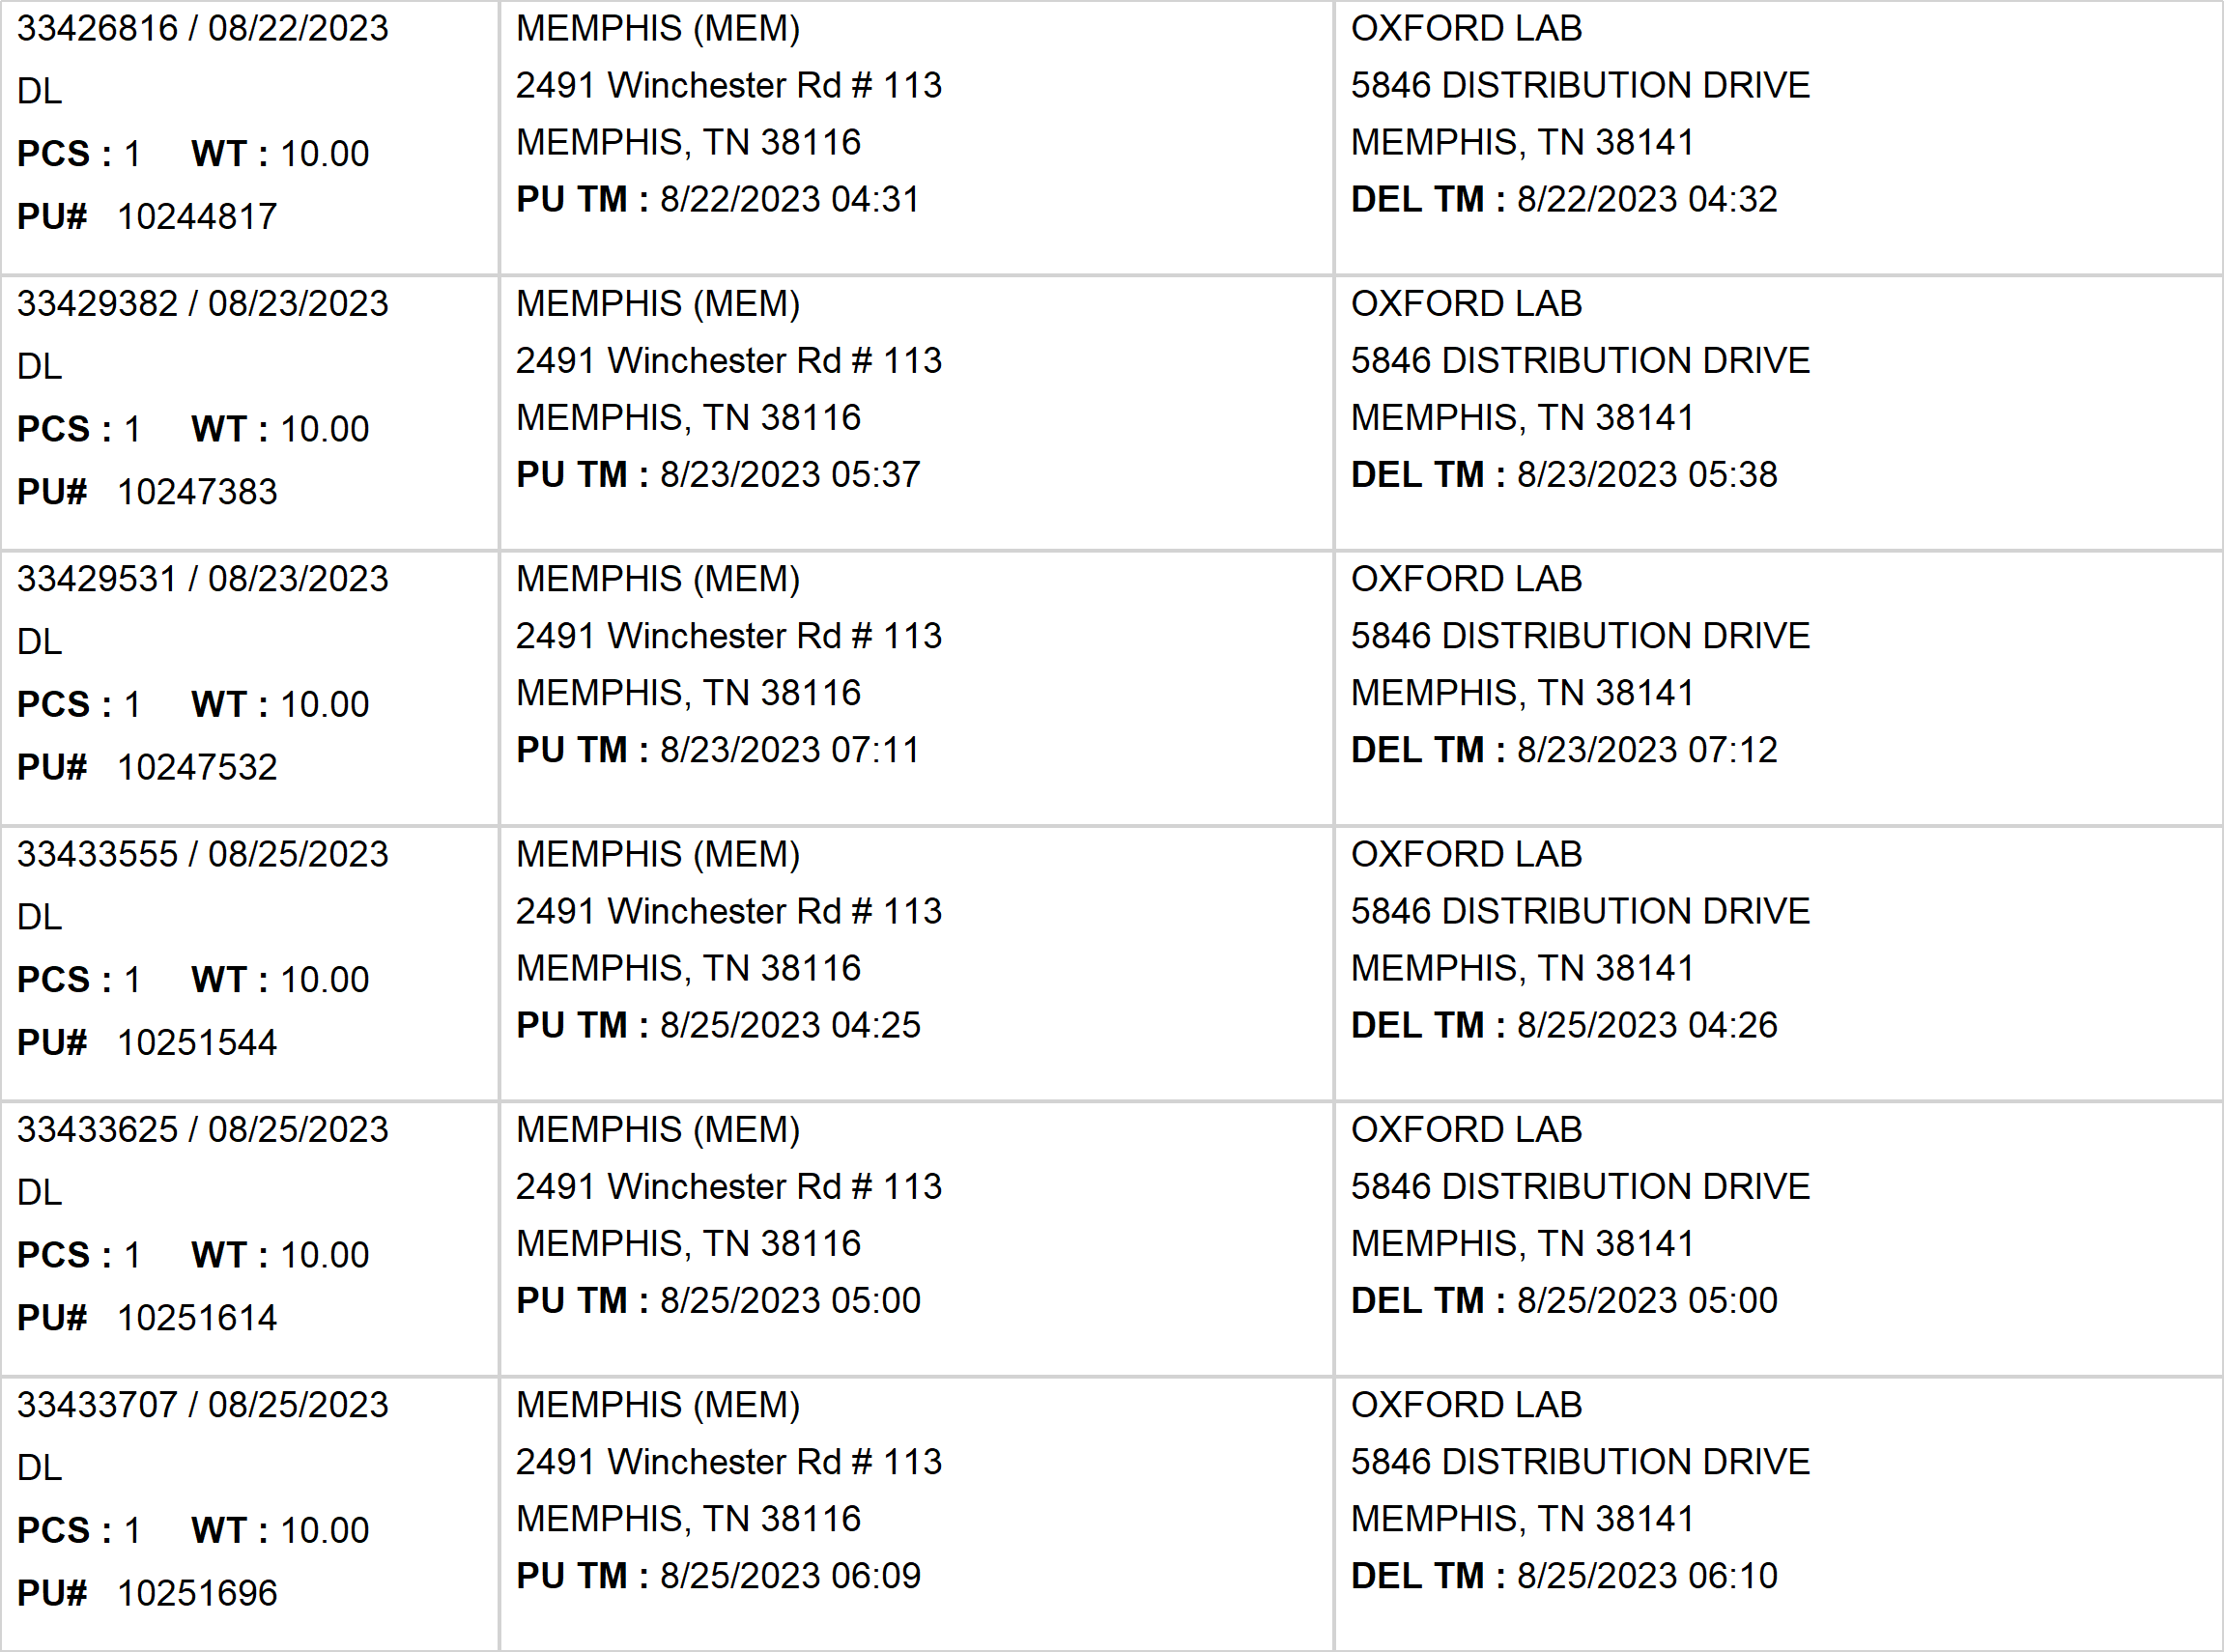 33426816 / 08/22/2023
DL
PCS : 1 WT : 10.00
PU# 10244817
MEMPHIS (MEM)
2491 Winchester Rd # 113
MEMPHIS, TN 38116
PU TM : 8/22/2023 04:31
OXFORD LAB
5846 DISTRIBUTION DRIVE
MEMPHIS, TN 38141
DEL TM : 8/22/2023 04:32
33429382 / 08/23/2023
DL
PCS : 1 WT : 10.00
PU# 10247383
MEMPHIS (MEM)
2491 Winchester Rd # 113
MEMPHIS, TN 38116
PU TM : 8/23/2023 05:37
OXFORD LAB
5846 DISTRIBUTION DRIVE
MEMPHIS, TN 38141
DEL TM : 8/23/2023 05:38
33429531 / 08/23/2023
DL
PCS : 1 WT : 10.00
PU# 10247532
MEMPHIS (MEM)
2491 Winchester Rd # 113
MEMPHIS, TN 38116
PU TM : 8/23/2023 07:11
OXFORD LAB
5846 DISTRIBUTION DRIVE
MEMPHIS, TN 38141
DEL TM : 8/23/2023 07:12
33433555 / 08/25/2023
DL
PCS : 1 WT : 10.00
PU# 10251544
MEMPHIS (MEM)
2491 Winchester Rd # 113
MEMPHIS, TN 38116
PU TM : 8/25/2023 04:25
OXFORD LAB
5846 DISTRIBUTION DRIVE
MEMPHIS, TN 38141
DEL TM : 8/25/2023 04:26
33433625 / 08/25/2023
DL
PCS : 1 WT : 10.00
PU# 10251614
MEMPHIS (MEM)
2491 Winchester Rd # 113
MEMPHIS, TN 38116
PU TM : 8/25/2023 05:00
OXFORD LAB
5846 DISTRIBUTION DRIVE
MEMPHIS, TN 38141
DEL TM : 8/25/2023 05:00
33433707 / 08/25/2023
DL
PCS : 1 WT : 10.00
PU# 10251696
MEMPHIS (MEM)
2491 Winchester Rd # 113
MEMPHIS, TN 38116
PU TM : 8/25/2023 06:09
OXFORD LAB
5846 DISTRIBUTION DRIVE
MEMPHIS, TN 38141
DEL TM : 8/25/2023 06:10